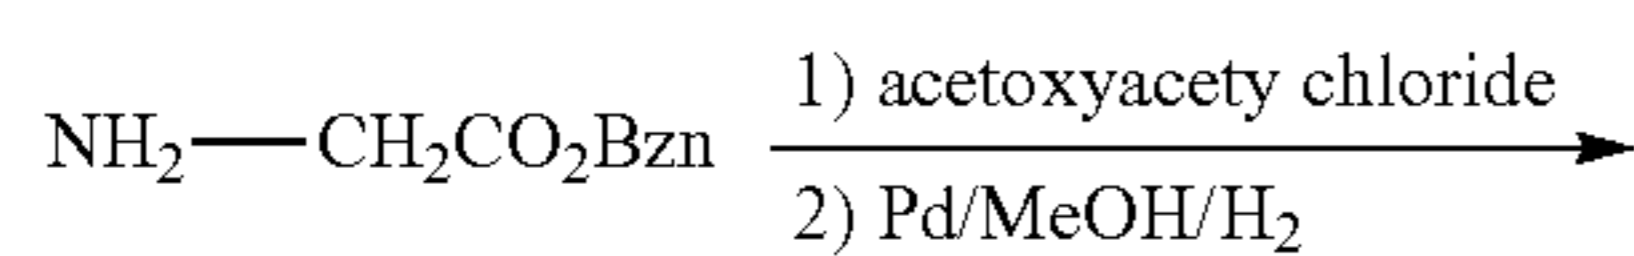 1) acetoxyacety chloride
NH₂—CH₂CO₂Bzn
2) Pd/MeOH/H₂